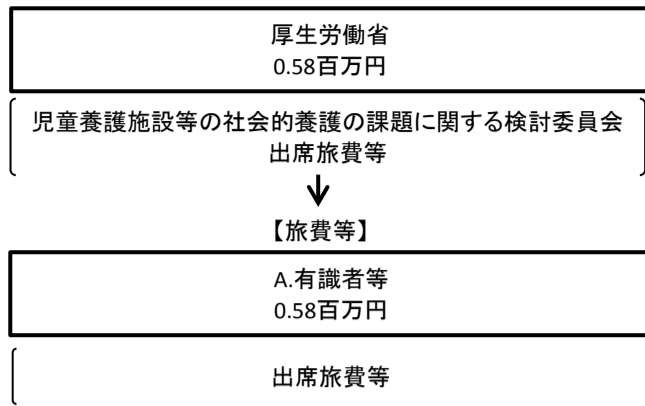 厚生労働省
0.58百万円
児童養護施設等の社会的養護の課題に関する検討委員会
出席旅費等
【旅費等】
A.有識者等
0.58百万円
出席旅費等